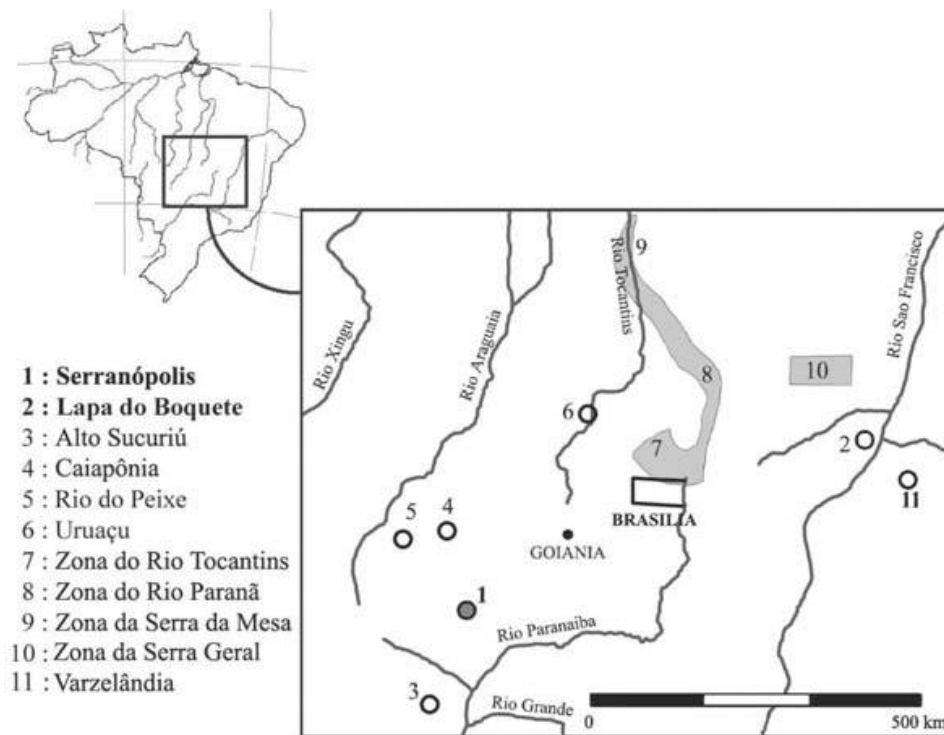 1 : Serranópolis
2 : Lapa do Boquete
3 : Alto Sucuriú
4 : Caiapônia
5 : Rio do Peixe
6 : Uruaçu
7 : Zona do Rio Tocantins
8 : Zona do Rio Paranã
9 : Zona da Serra da Mesa
10 : Zona da Serra Geral
11 : Varzelândia
Rio Xingu
Rio Araguaia
Rio Tocantins
9
Rio Sao Francisco
8
10
6
7
2
11
BRASILIA
5
4
GOIANIA
1
Rio Paranaiba
3
Rio Grande
0
500 km